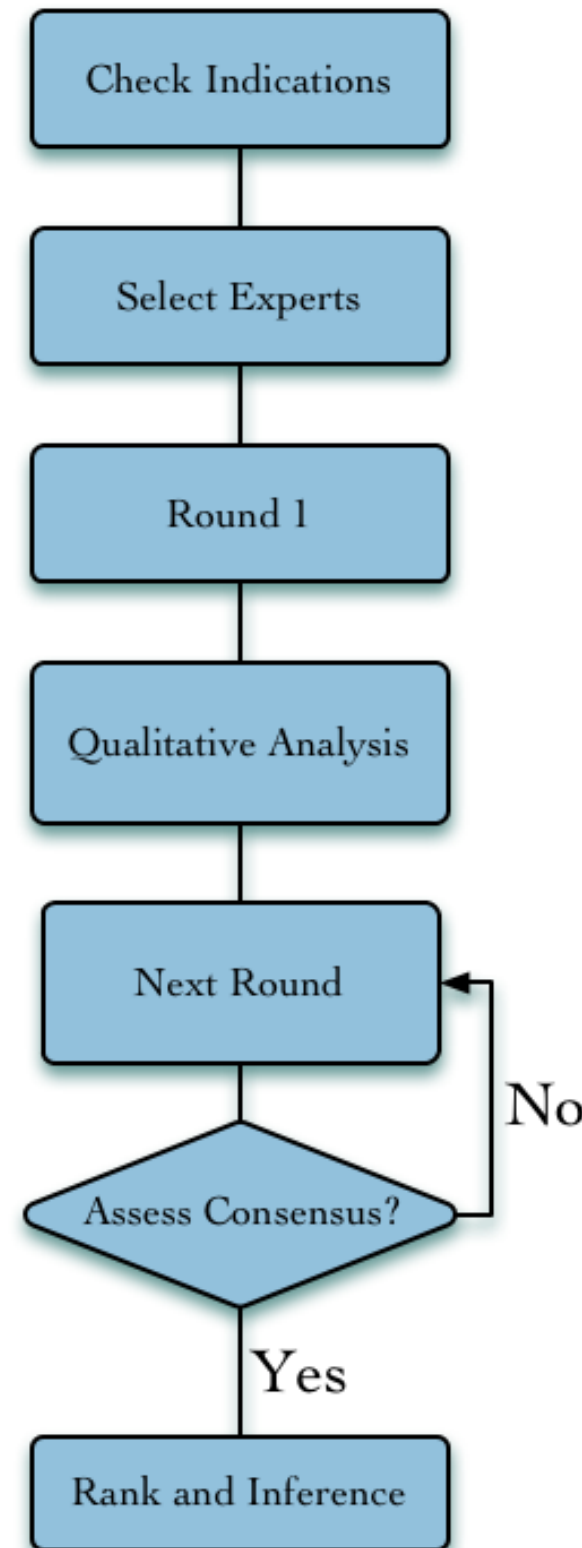 Check Indications
Select Experts
Round 1
Qualitative Analysis
Next Round
No
Assess Consensus?
Yes
Rank and Inference